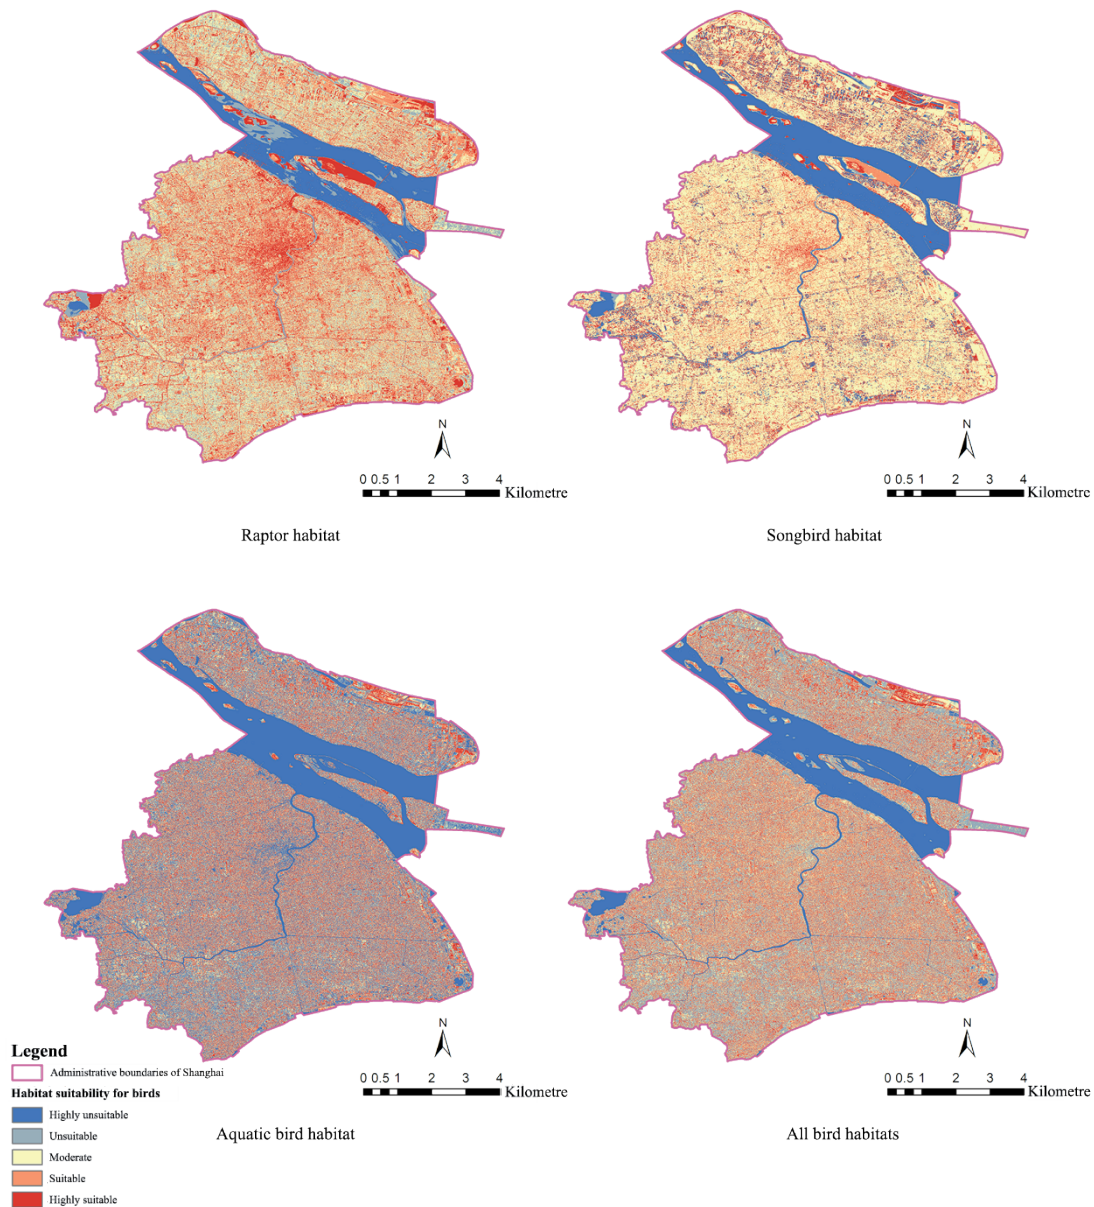 N
0 0.5 1 2 3 4
Kilometre
Raptor habitat
N
0 0.5 1 2 3 4
Kilometre
Songbird habitat
N
0 0.5 1 2 3 4
Kilometre
Aquatic bird habitat
N
0 0.5 1 2 3 4
Kilometre
All bird habitats
Legend
Administrative boundaries of Shanghai
Habitat suitability for birds
Highly unsuitable
Unsuitable
Moderate
Suitable
Highly suitable